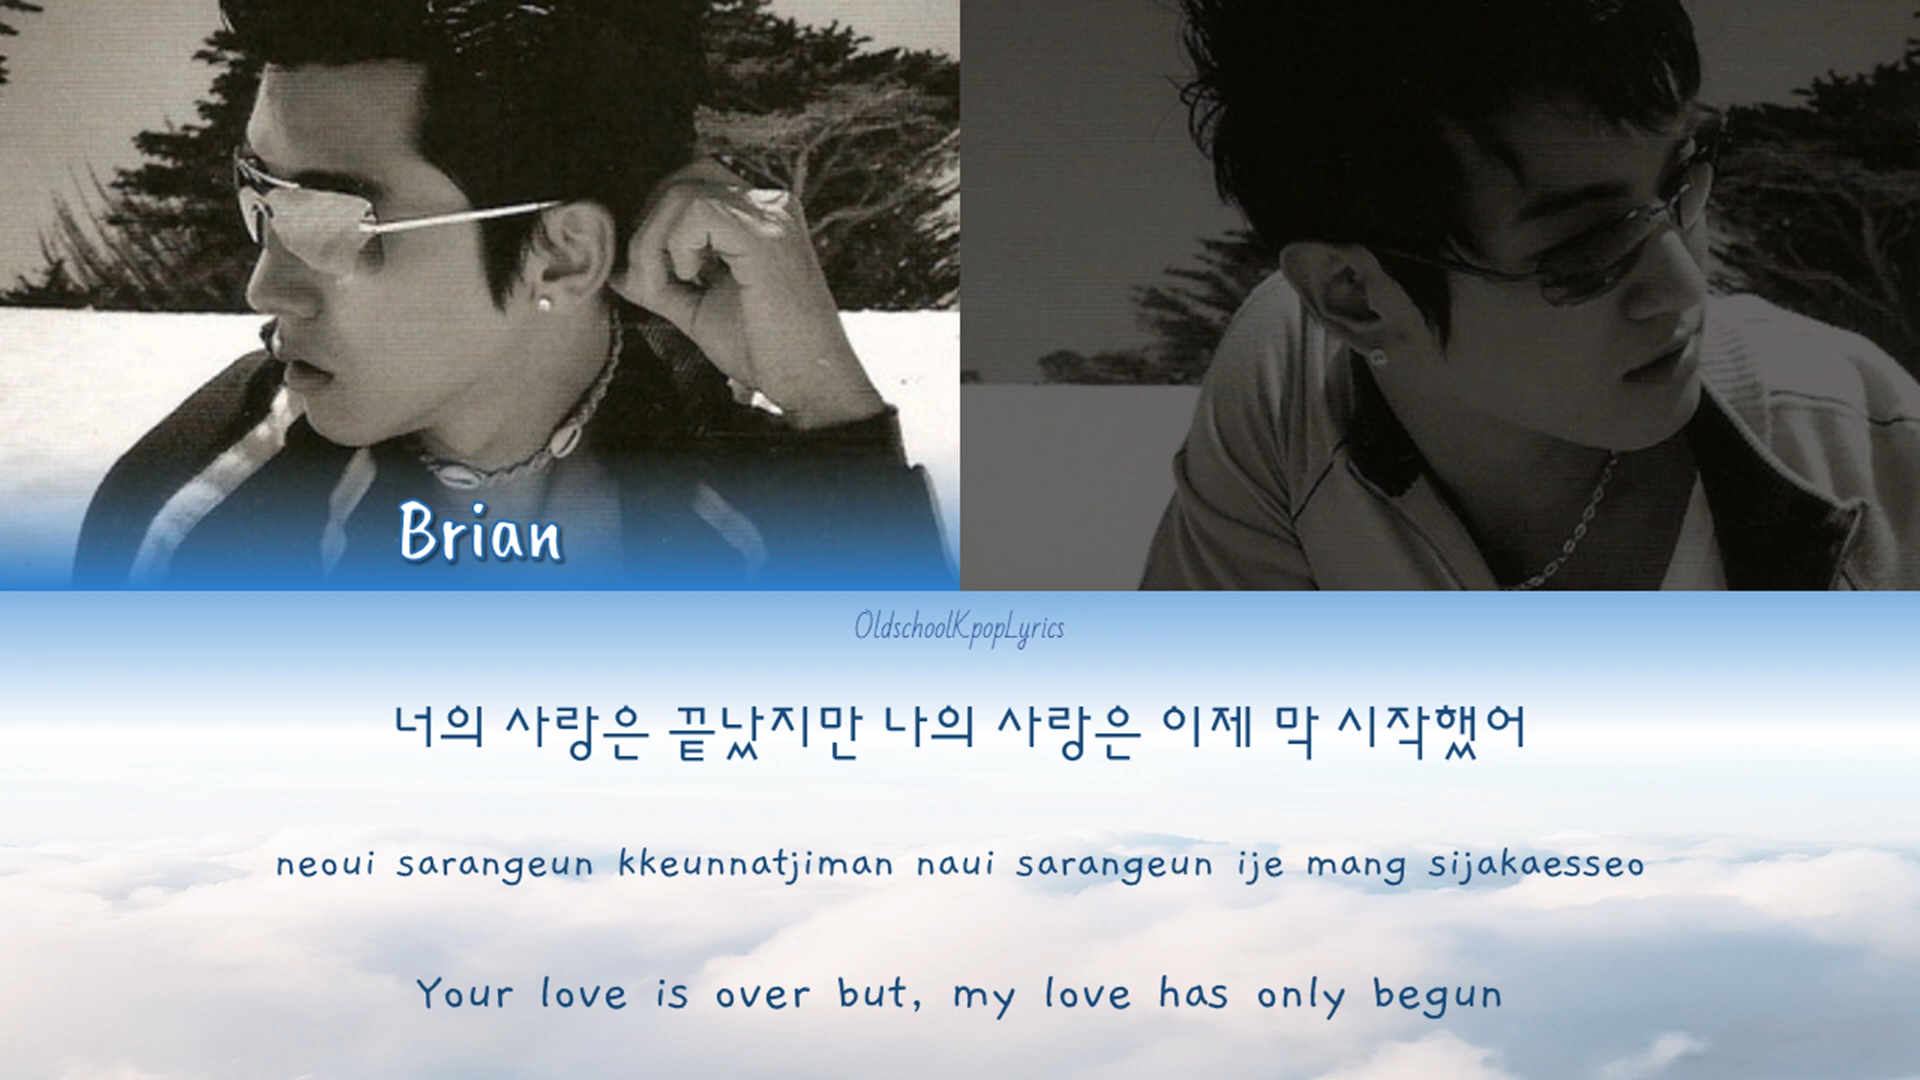 Brian
OldschoolKpopLyrics
너의 사랑은 끝났지만 나의 사랑은 이제 막 시작했어
neoui sarangeun kkeunnatjiman naui sarangeun ije mang sijakaesseo
Your love is over but, my love has only begun